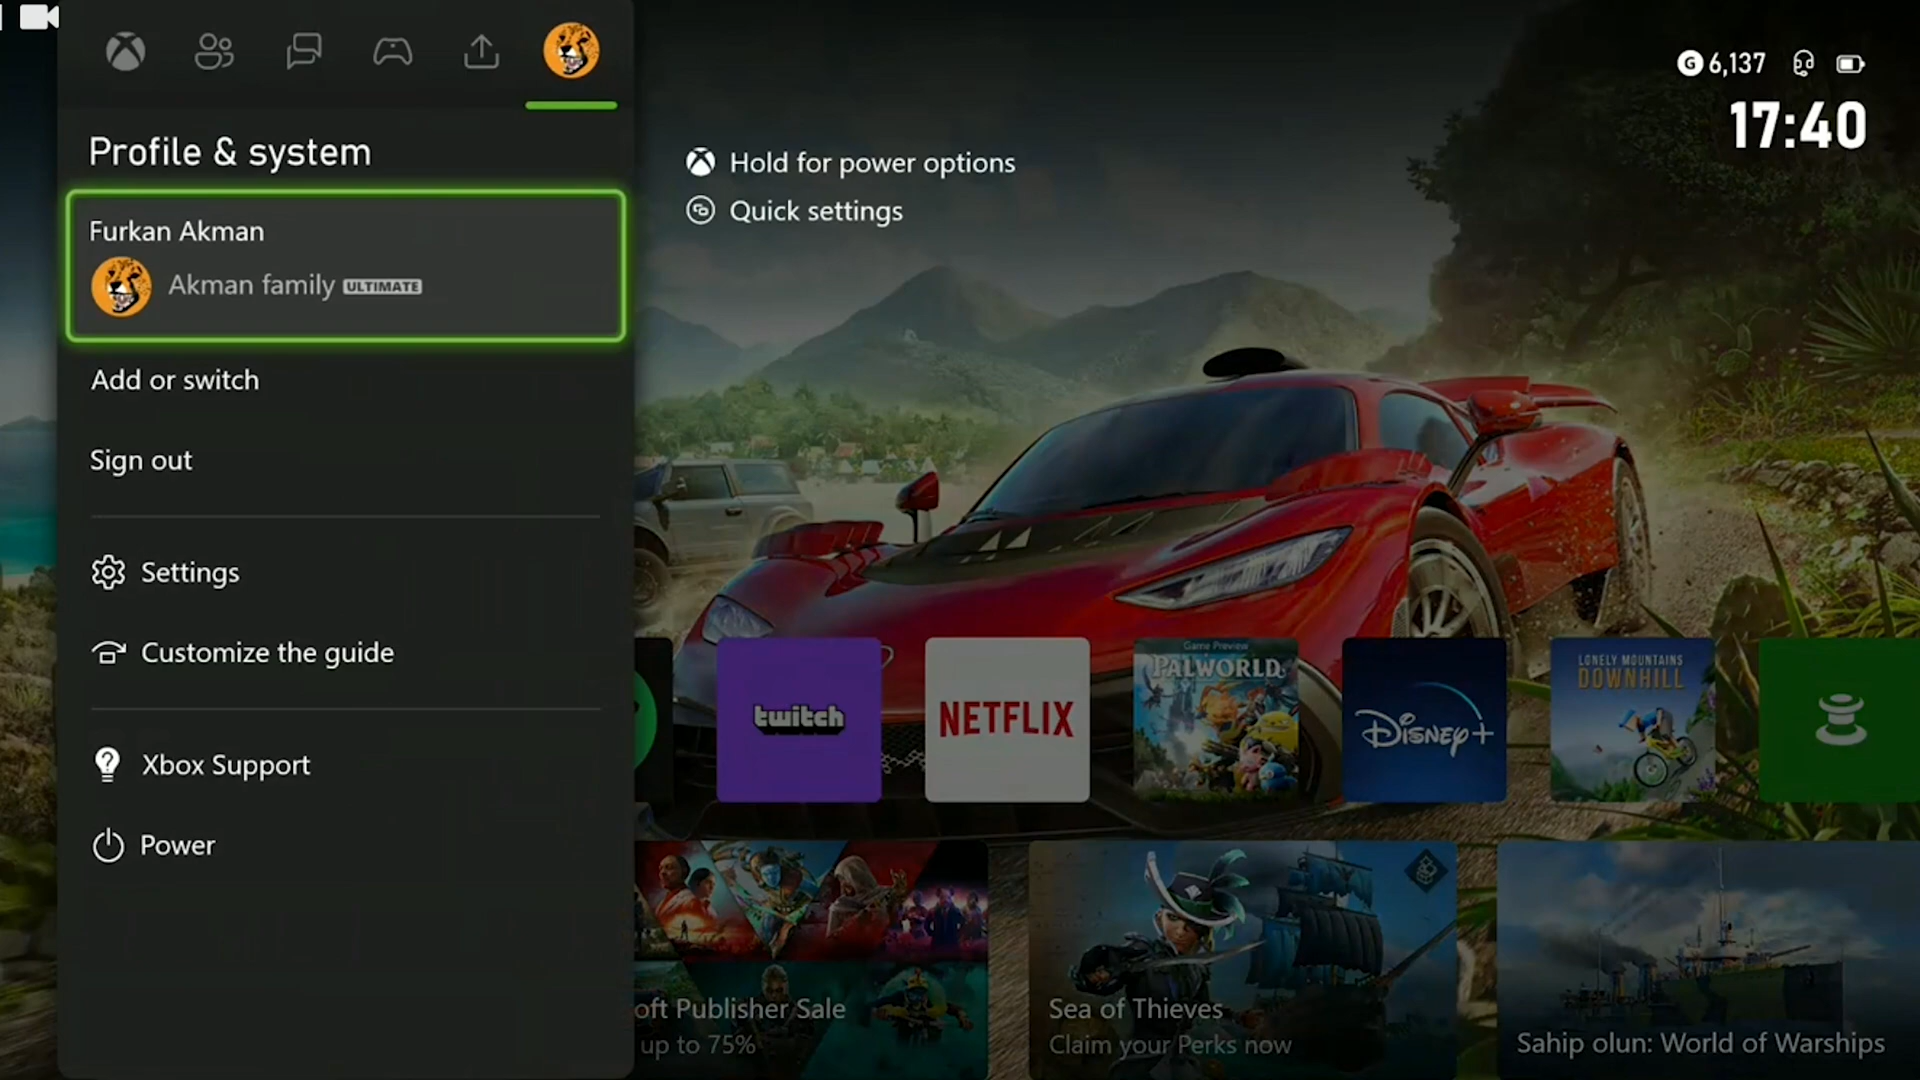 Profile & system
Furkan Akman
Akman family ULTIMATE
Add or switch
Sign out
Settings
Customize the guide
Xbox Support
Power
Hold for power options
Quick settings
G 6,137
17:40
twitch
NETFLIX
Game Preview
PALWORLD
Disney+
LONELY MOUNTAINS
DOWNHILL
oft Publisher Sale
up to 75%
Sea of Thieves
Claim your Perks now
Sahip olun: World of Warships